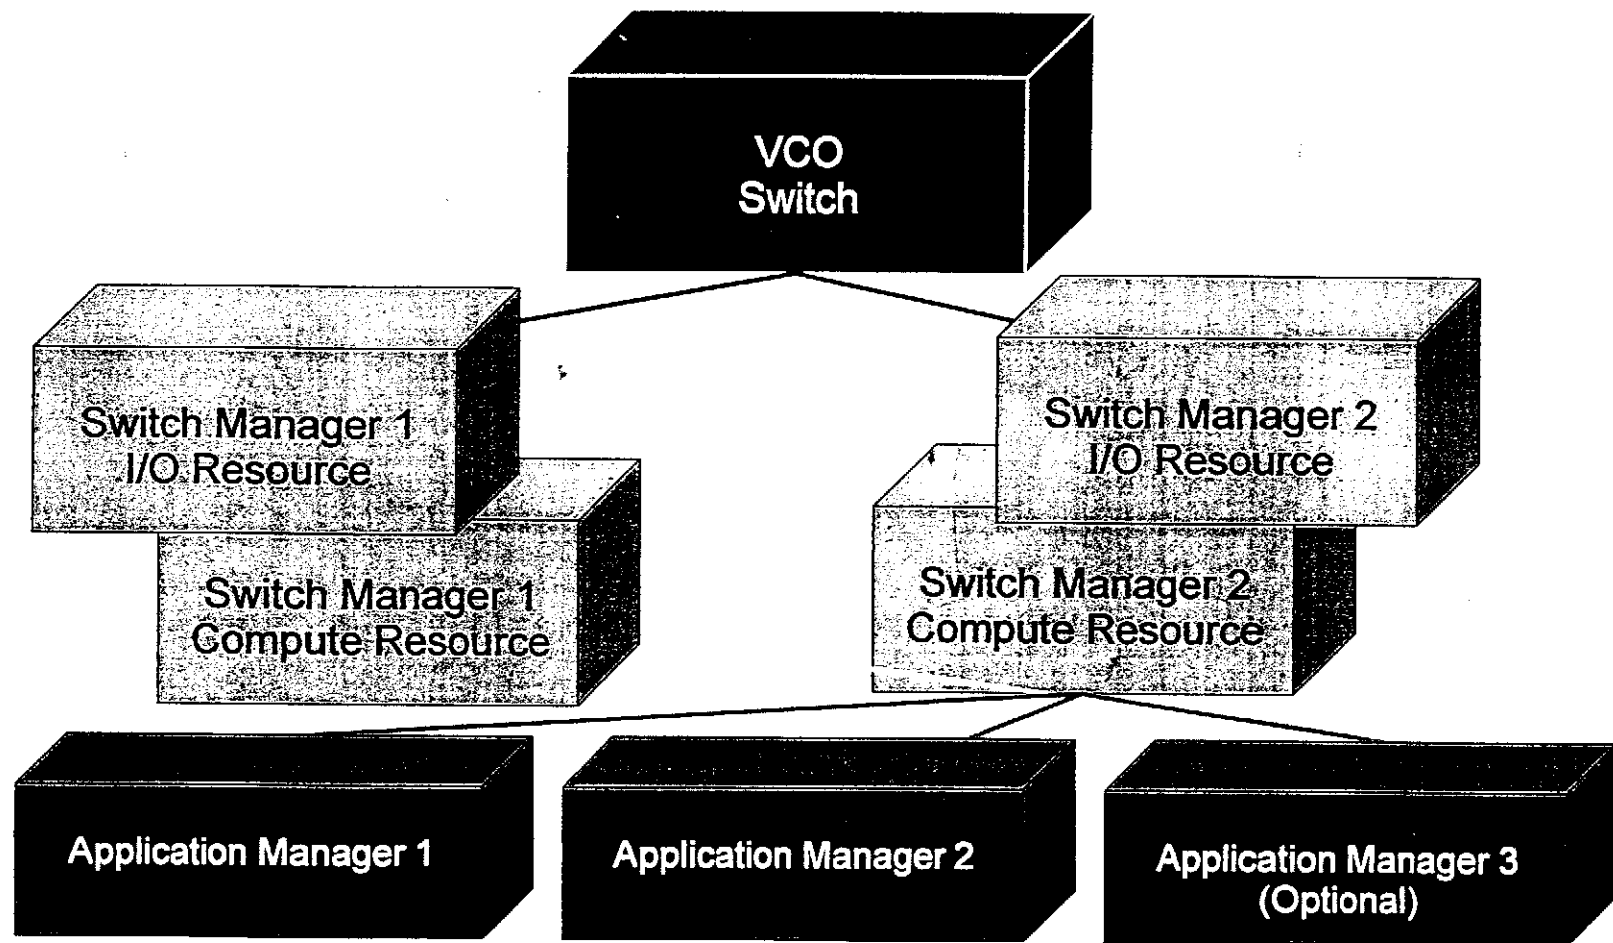 VCO
Switch
Switch Manager 1
I/O Resource
Switch Manager 2
I/O Resource
Switch Manager 1
Compute Resource
Switch Manager 2
Compute Resource
Application Manager 1
Application Manager 2
Application Manager 3
(Optional)